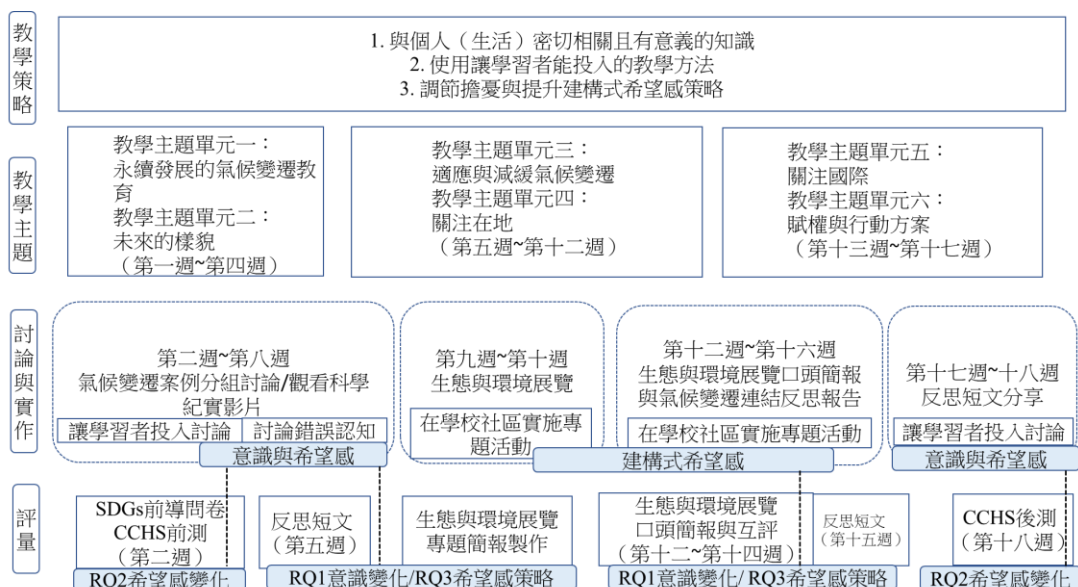 教學策略
1. 與個人（生活）密切相關且有意義的知識
2. 使用讓學習者能投入的教學方法
3. 調節擔憂與提升建構式希望感策略
教學主題
教學主題單元一：
永續發展的氣候變遷教
育
教學主題單元二：
未來的樣貌
（第一週~第四週）
教學主題單元三：
適應與減緩氣候變遷
教學主題單元四：
關注在地
（第五週~第十二週）
教學主題單元五：
關注國際
教學主題單元六：
賦權與行動方案
（第十三週~第十七週）
討論與實作
第二週~第八週
氣候變遷案例分組討論/觀看科學
紀實影片
讓學習者投入討論
討論錯誤認知
意識與希望感
第九週~第十週
生態與環境展覽
在學校社區實施專
題活動
第十二週~第十六週
生態與環境展覽口頭簡報
與氣候變遷連結反思報告
在學校社區實施專題活動
建構式希望感
第十七週~十八週
反思短文分享
讓學習者投入討論
意識與希望感
評量
SDGs前導問卷
CCHS前測
（第二週）
RQ2希望感變化
反思短文
（第五週）
生態與環境展覽
專題簡報製作
RQ1意識變化/RQ3希望感策略
生態與環境展覽
口頭簡報與互評
（第十二~第十四週）
反思短文
（第十五週）
RQ1意識變化/ RQ3希望感策略
CCHS後測
（第十八週）
RQ2希望感變化